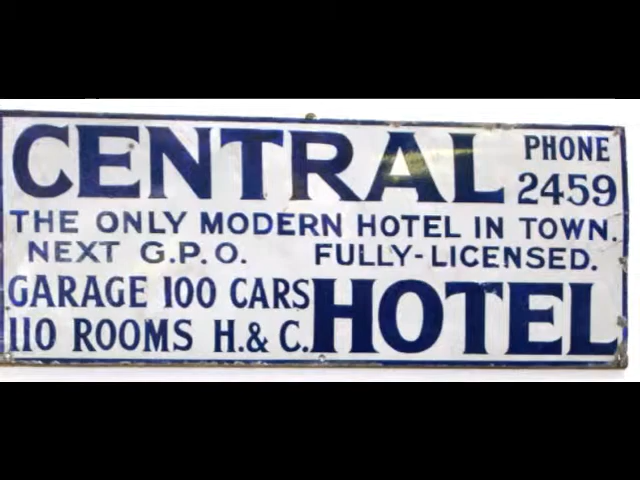 CENTRAL PHONE 2459
THE ONLY MODERN HOTEL IN TOWN.
NEXT G.P.O. FULLY-LICENSED.
GARAGE 100 CARS
110 ROOMS H.& C.
HOTEL